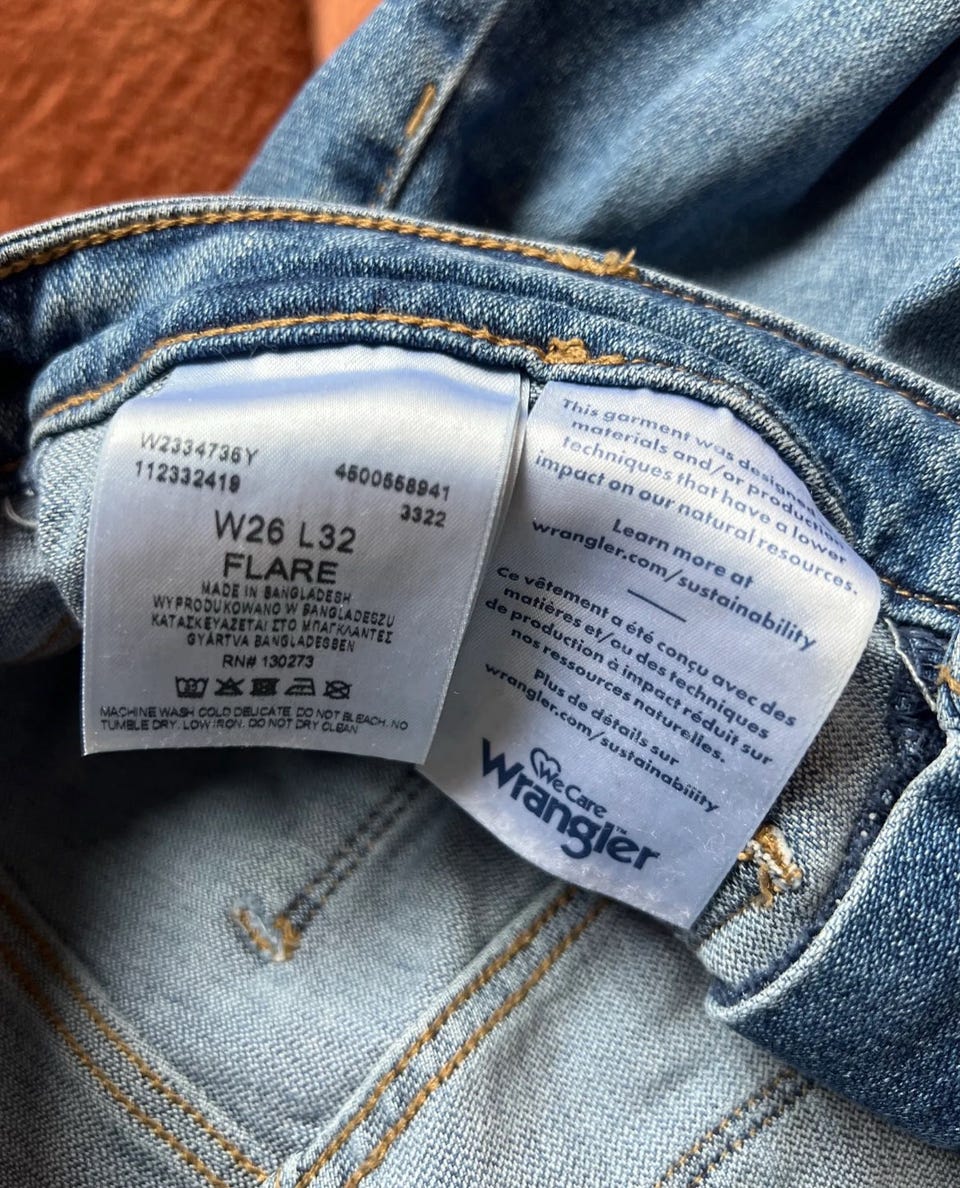 W2334736Y
112332419
4500558941
3322
W26 L32
FLARE
MADE IN BANGLADESH
WYPRODUKOWANO W BANGLADESZU
ΚΑΤΑΣΚΕΥΑΖΕΤΑΙ ΣΤΟ ΜΠΑΓΚΛΑΝΤΕΣ
GYÁRTVA BANGLADESBEN
RN# 130273
MACHINE WASH COLD DELICATE. DO NOT BLEACH. NO
TUMBLE DRY. LOW IRON. DO NOT DRY CLEAN
This garment was designed
materials and/or production
techniques that have a lower
impact on our natural resources.
Learn more at
wrangler.com/sustainability
Ce vêtement a été conçu avec des
matières et/ou des techniques
de production à impact réduit sur
nos ressources naturelles.
Plus de détails sur
wrangler.com/sustainability
We Care
Wrangler™